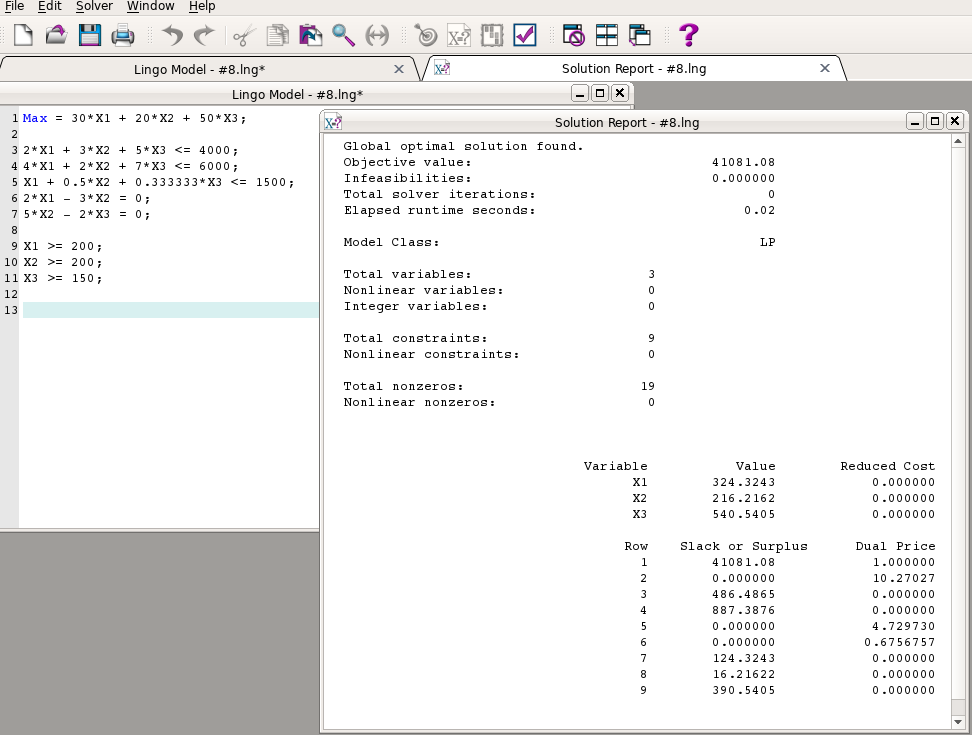 File Edit Solver Window Help
Lingo Model - #8.lng*
Solution Report - #8.lng
Lingo Model - #8.lng*
1 Max = 30*X1 + 20*X2 + 50*X3;
2
3 2*X1 + 3*X2 + 5*X3 <= 4000;
4 4*X1 + 2*X2 + 7*X3 <= 6000;
5 X1 + 0.5*X2 + 0.333333*X3 <= 1500;
6 2*X1 - 3*X2 = 0;
7 5*X2 - 2*X3 = 0;
8
9 X1 >= 200;
10 X2 >= 200;
11 X3 >= 150;
12
13
Solution Report - #8.lng
Global optimal solution found.
Objective value: 41081.08
Infeasibilities: 0.000000
Total solver iterations: 0
Elapsed runtime seconds: 0.02
Model Class: LP
Total variables: 3
Nonlinear variables: 0
Integer variables: 0
Total constraints: 9
Nonlinear constraints: 0
Total nonzeros: 19
Nonlinear nonzeros: 0
Variable Value Reduced Cost
X1 324.3243 0.000000
X2 216.2162 0.000000
X3 540.5405 0.000000
Row Slack or Surplus Dual Price
1 41081.08 1.000000
2 0.000000 10.27027
3 486.4865 0.000000
4 887.3876 0.000000
5 0.000000 4.729730
6 0.000000 0.6756757
7 124.3243 0.000000
8 16.21622 0.000000
9 390.5405 0.000000